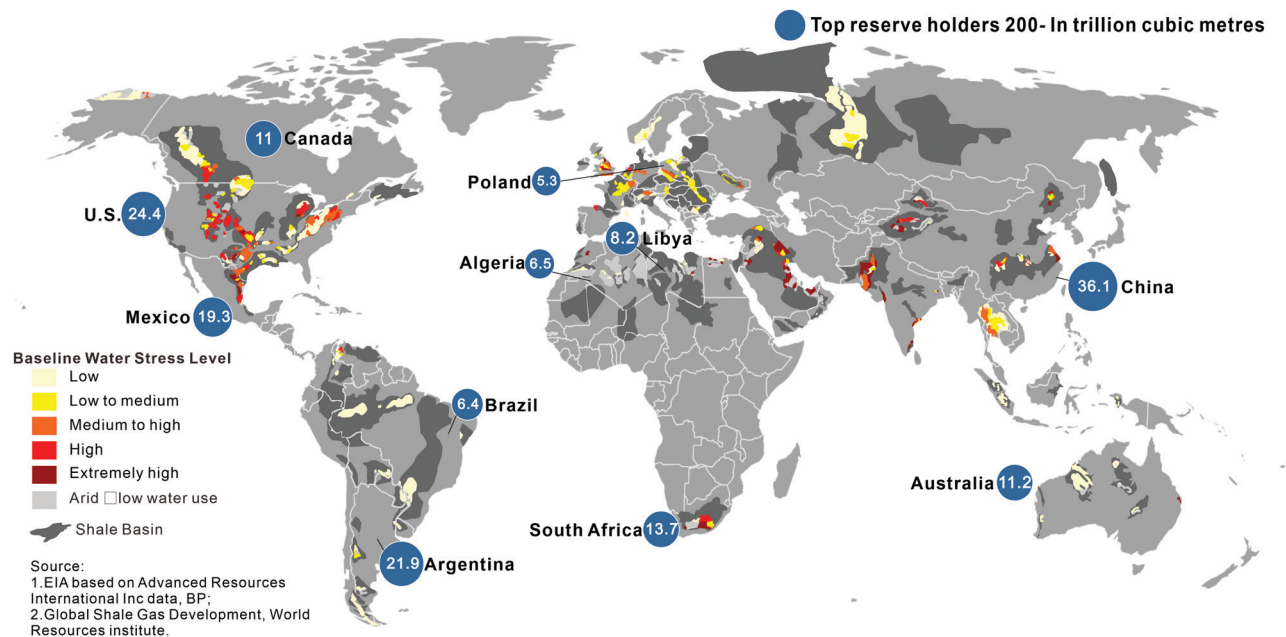 Top reserve holders 200- In trillion cubic metres
11 Canada
Poland 5.3
U.S. 24.4
8.2 Libya
Algeria 6.5
36.1 China
Mexico 19.3
Baseline Water Stress Level
Low
Low to medium
Medium to high
High
Extremely high
Arid □low water use
Shale Basin
6.4 Brazil
Australia 11.2
South Africa 13.7
21.9 Argentina
Source:
1.EIA based on Advanced Resources
International Inc data, BP;
2.Global Shale Gas Development, World
Resources institute.